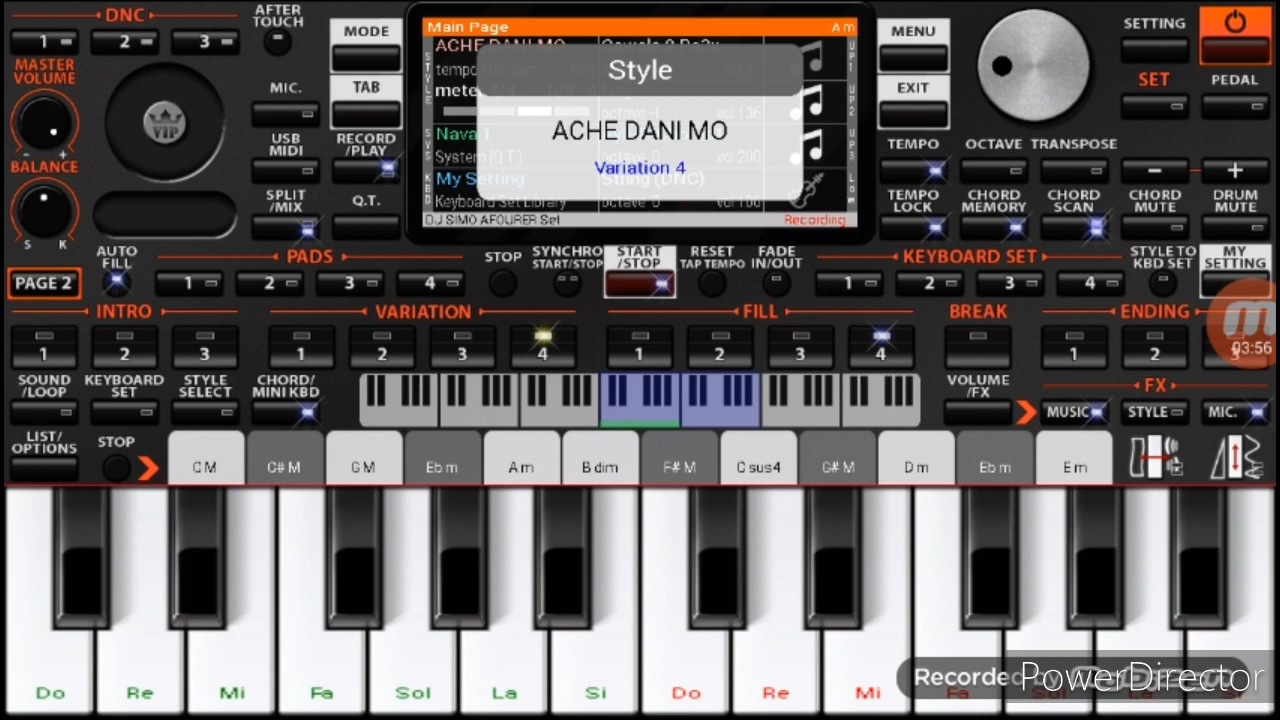 DNC
1
2
3
AFTER
TOUCH
MASTER
VOLUME
- +
BALANCE
S K
PAGE 2
VIP
MIC.
USB
MIDI
SPLIT
/MIX
AUTO
FILL
MODE
TAB
RECORD
/PLAY
Q.T.
Main Page
Am
ACHE DANI MO
Style
ACHE DANI MO
Variation 4
My Setting
Keyboard Set Library
DJ SIMO AFOURER Set
Recording
MENU
EXIT
SETTING
SET
PEDAL
TEMPO
OCTAVE
TRANSPOSE
-
+
TEMPO
LOCK
CHORD
MEMORY
CHORD
SCAN
CHORD
MUTE
DRUM
MUTE
PADS
1
2
3
4
STOP
SYNCHRO
START/STOP
START
/STOP
RESET
TAP TEMPO
FADE
IN/OUT
KEYBOARD SET
1
2
3
4
STYLE TO
KBD SET
MY
SETTING
INTRO
1
2
3
VARIATION
1
2
3
4
FILL
1
2
3
4
BREAK
ENDING
1
2
03:56
SOUND
/LOOP
KEYBOARD
SET
STYLE
SELECT
CHORD/
MINI KBD
VOLUME
/FX
FX
MUSIC
STYLE
MIC.
LIST/
OPTIONS
STOP
C M
C# M
G M
Eb m
A m
B dim
F# M
C sus4
G# M
D m
Eb m
E m
Do
Re
Mi
Fa
Sol
La
Si
Do
Re
Mi
Fa
Recorded by
PowerDirector